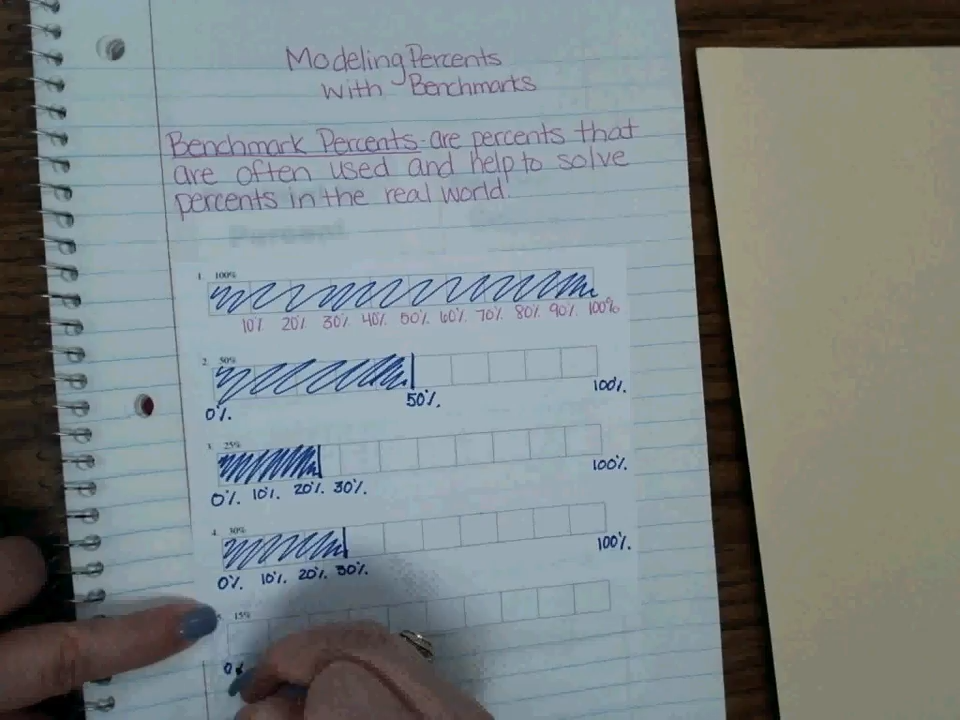 Modeling Percents
With Benchmarks
Benchmark Percents - are percents that
are often used and help to solve
percents in the real world!
1. 100%
10% 20% 30% 40% 50% 60% 70% 80% 90% 100%
2. 50%
0% 50% 100%
3. 25%
0% 10% 20% 30% 100%
4. 30%
0% 10% 20% 30% 100%
15%